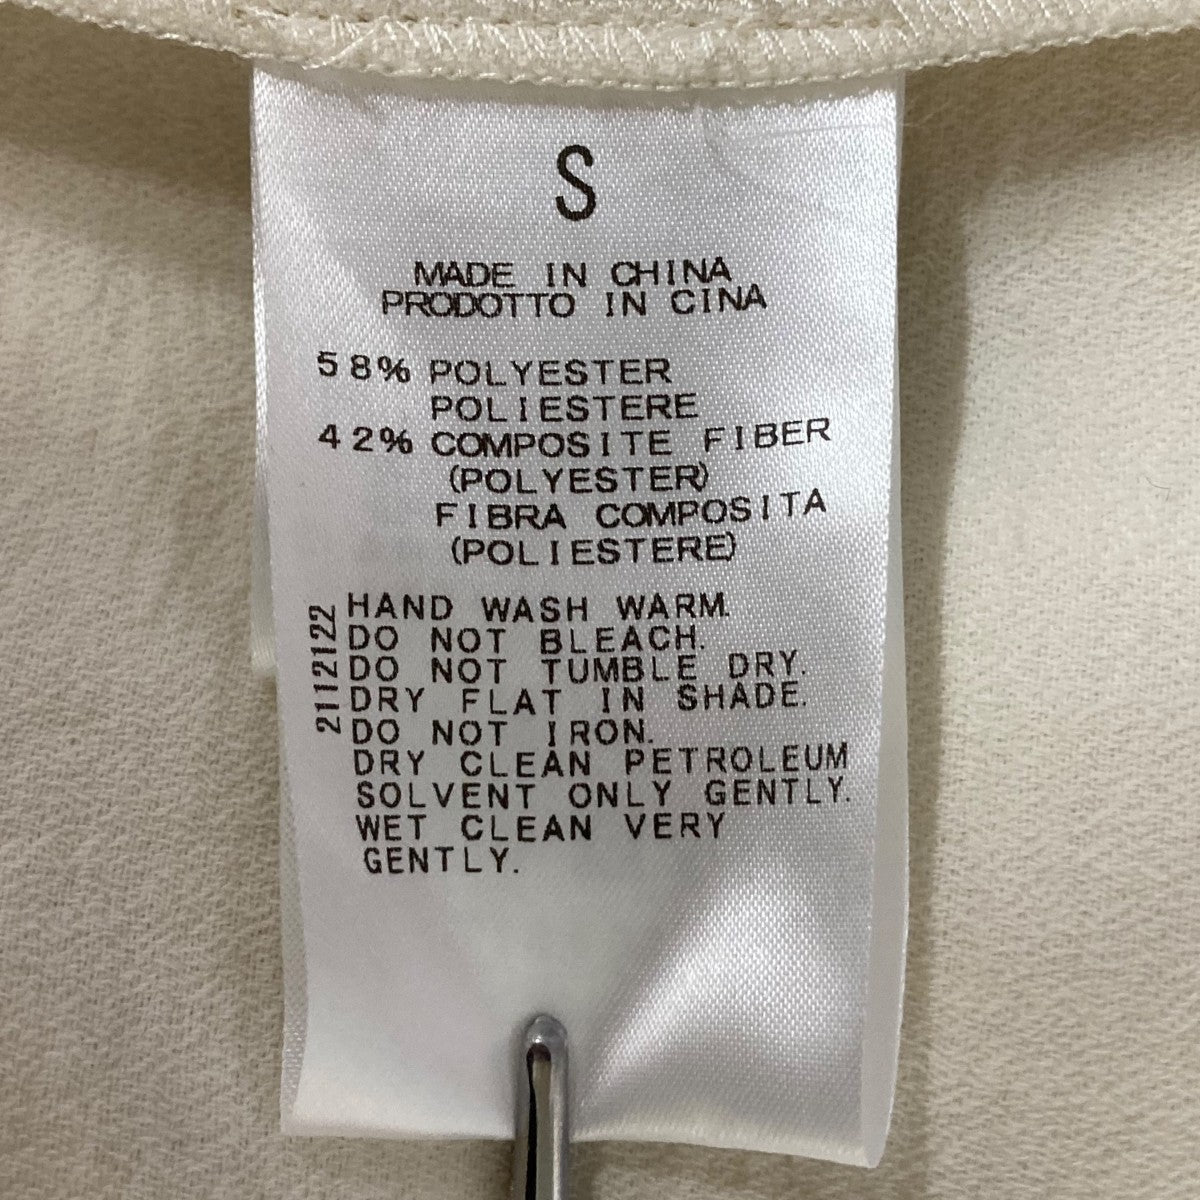 S
MADE IN CHINA
PRODOTTO IN CINA
58% POLYESTER
POLIESTERE
42% COMPOSITE FIBER
(POLYESTER)
FIBRA COMPOSITA
(POLIESTERE)
2112122
HAND WASH WARM.
DO NOT BLEACH.
DO NOT TUMBLE DRY.
DRY FLAT IN SHADE.
DO NOT IRON.
DRY CLEAN PETROLEUM
SOLVENT ONLY GENTLY.
WET CLEAN VERY
GENTLY.